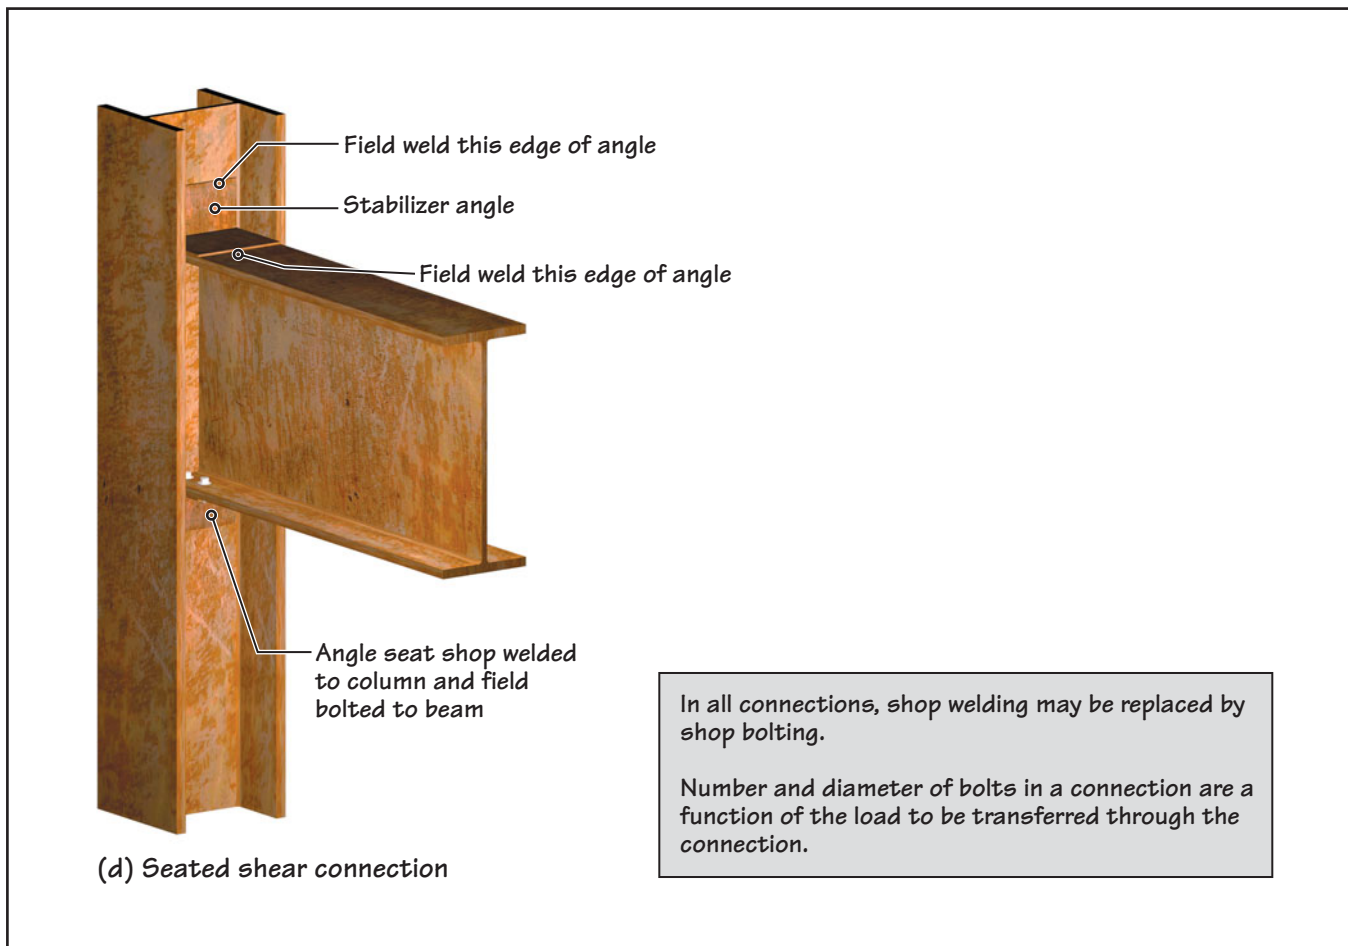 Field weld this edge of angle
Stabilizer angle
Field weld this edge of angle
Angle seat shop welded
to column and field
bolted to beam
In all connections, shop welding may be replaced by
shop bolting.
Number and diameter of bolts in a connection are a
function of the load to be transferred through the
connection.
(d) Seated shear connection